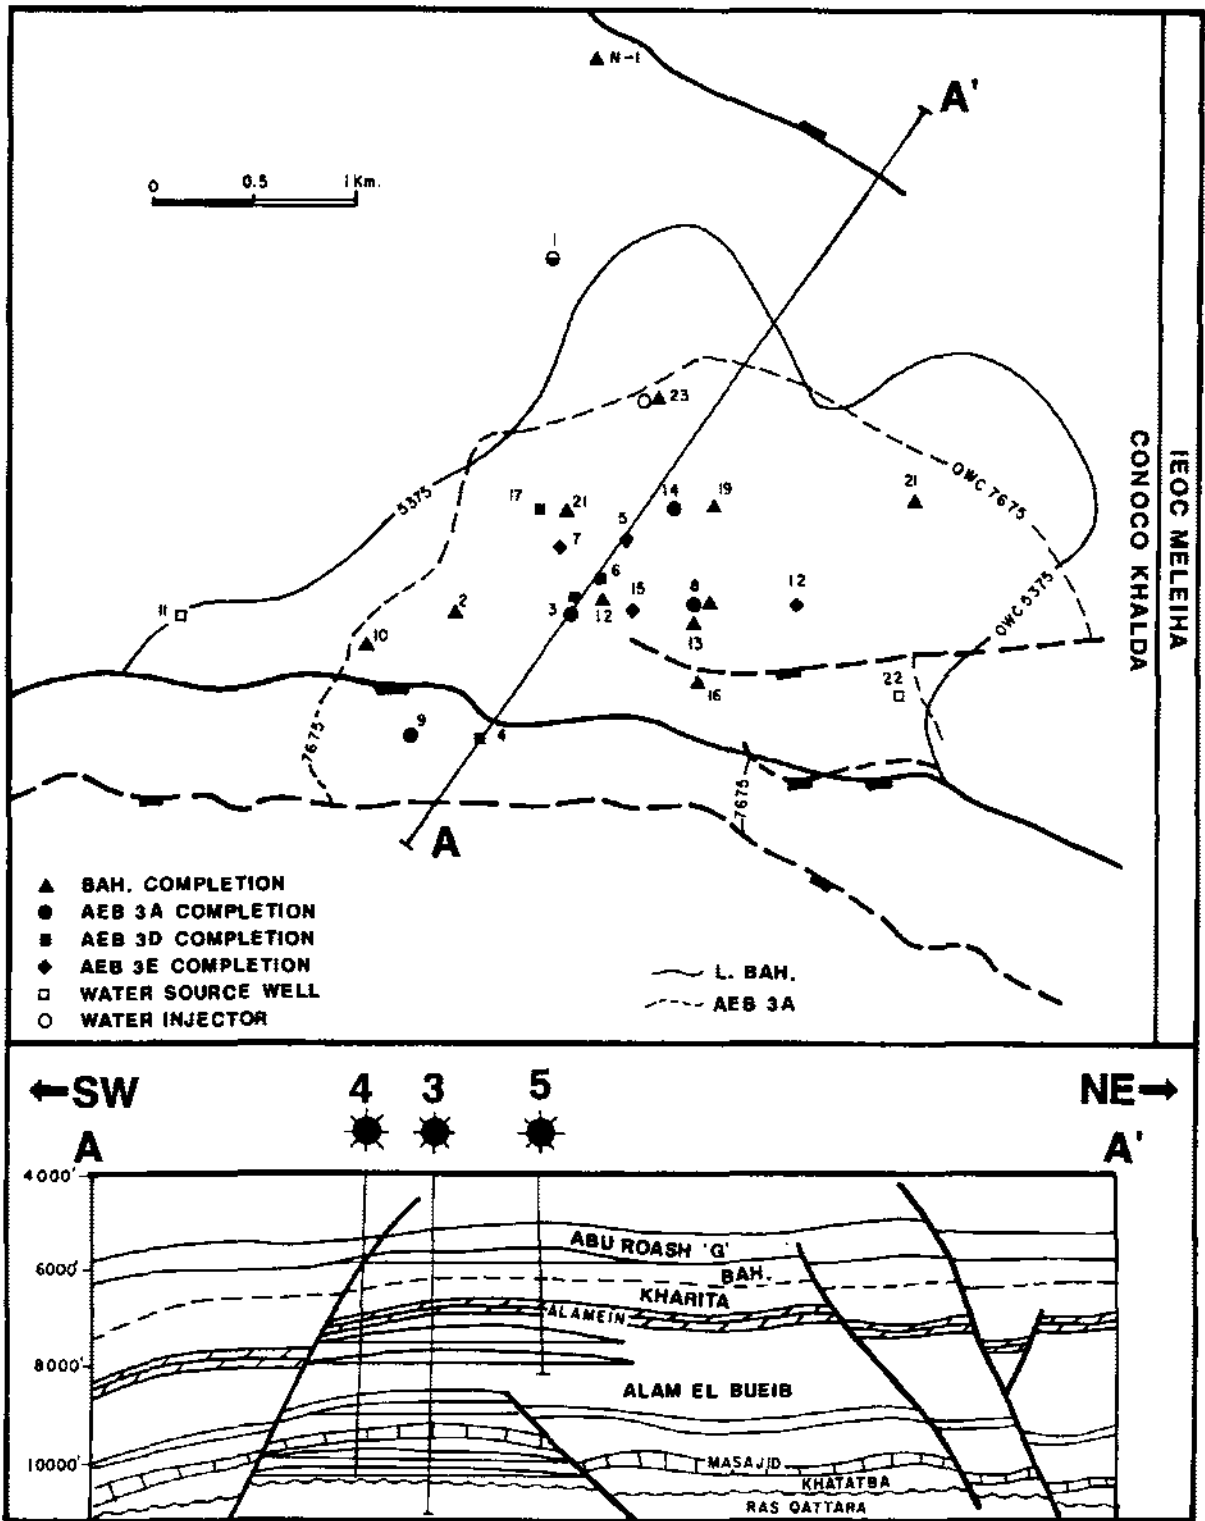 N-1
A'
0 0.5 1 Km.
1
23
5375
OWC 7675
17 21 5 14 19 21
7
6
3 12 15 8 12
13
11
2
10
OWC 5375
16
22
7675
9
4
7675
A
CONOCO KHALDA
IEOC MELEIHA
BAH. COMPLETION
AEB 3A COMPLETION
AEB 3D COMPLETION
AEB 3E COMPLETION
WATER SOURCE WELL
WATER INJECTOR
L. BAH.
AEB 3A
SW 4 3 5 NE
A A'
4000'
ABU ROASH 'G'
6000'
BAH.
KHARITA
ALAMEIN
8000'
ALAM EL BUEIB
10000'
MASAJID
KHATATBA
RAS QATTARA